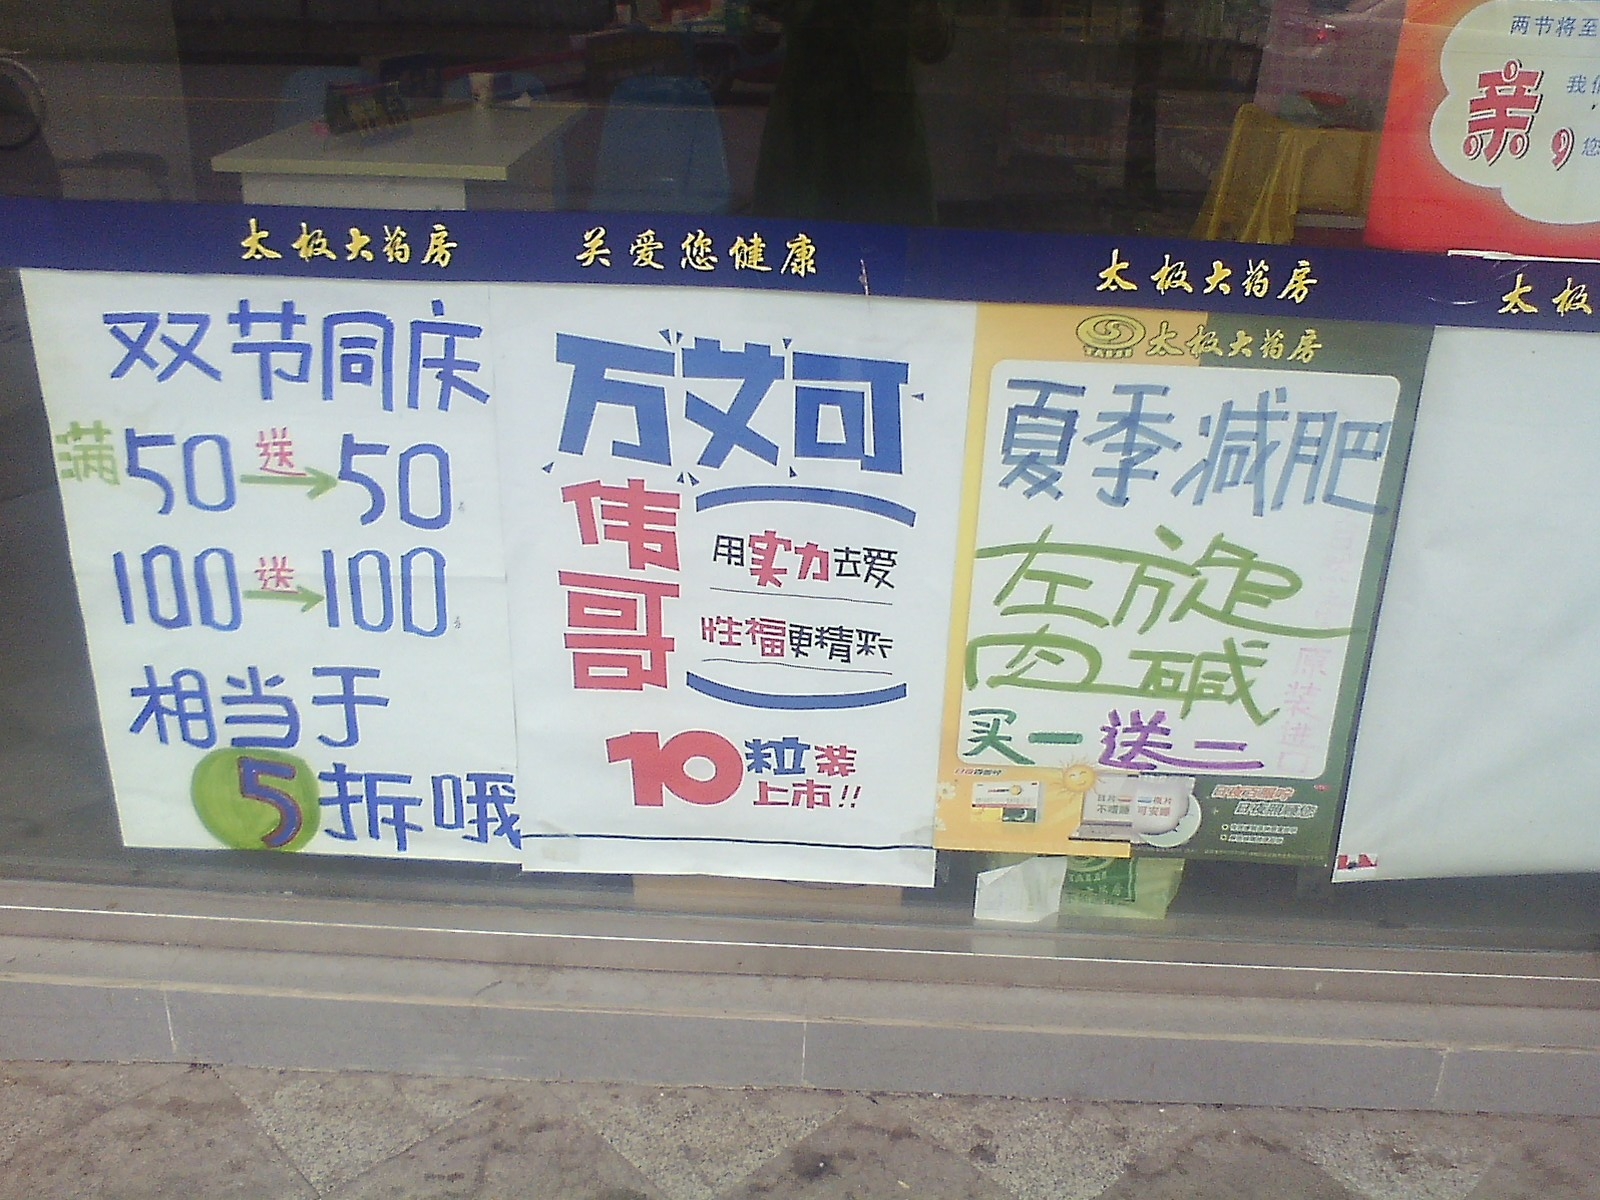 两节将至
亲，
您
太极大药房 关爱您健康 太极大药房 太极
双节同庆
满50送50
100送100
相当于
5折哦
万艾可
伟哥
用实力去爱
性福更精彩
10粒装
上市!!
TAIJI 太极大药房
夏季减肥
左旋
肉碱
原装进口
买一送二